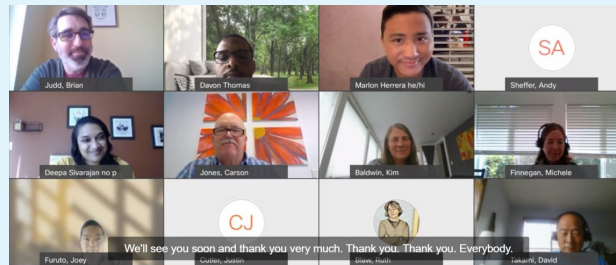 SA
Judd, Brian
Davon Thomas
Marlon Herrera he/hi
Sheffer, Andy
Deepa Sivarajan no p
Jones, Carson
Baldwin, Kim
Finnegan, Michele
CJ
We'll see you soon and thank you very much. Thank you. Thank you. Everybody.
Furuto, Joey
Cutler, Justin
Blaw, Ruth
Takami, David